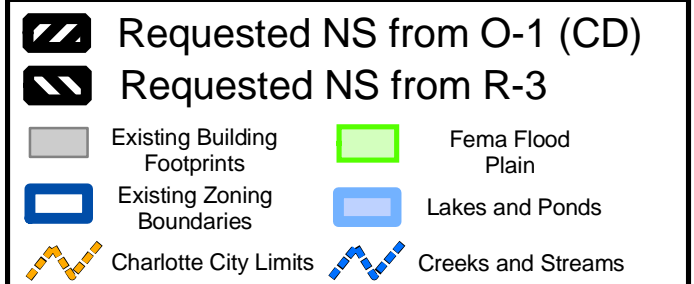 Requested NS from O-1 (CD)
Requested NS from R-3
Existing Building
Footprints
Fema Flood
Plain
Existing Zoning
Boundaries
Lakes and Ponds
Charlotte City Limits
Creeks and Streams